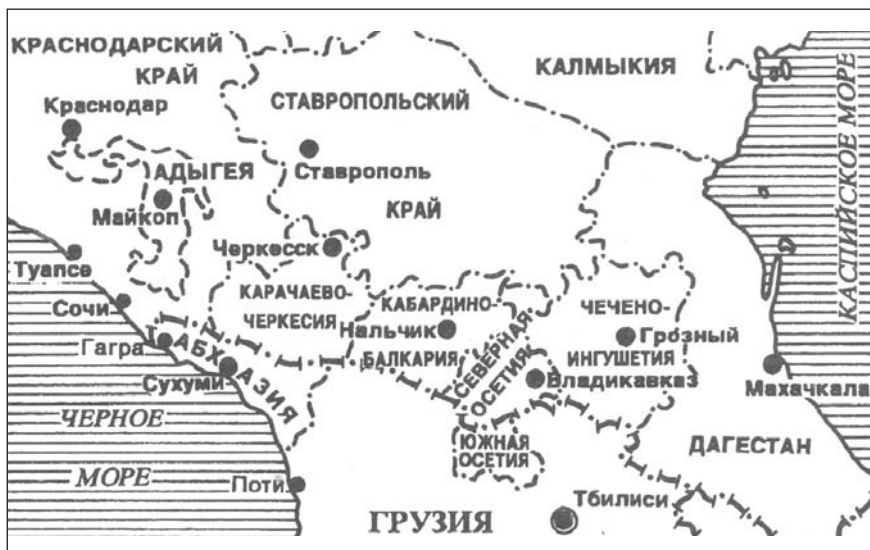 КРАСНОДАРСКИЙ
КРАЙ
КАЛМЫКИЯ
КАСПИЙСКОЕ МОРЕ
Краснодар
СТАВРОПОЛЬСКИЙ
АДЫГЕЯ
Ставрополь
Майкоп
КРАЙ
Черкесск
Туапсе
КАРАЧАЕВО-
ЧЕРКЕСИЯ
КАБАРДИНО-
БАЛКАРИЯ
ЧЕЧЕНО-
ИНГУШЕТИЯ
Сочи
Нальчик
СЕВЕРНАЯ
ОСЕТИЯ
Грозный
Гагра
АБХАЗИЯ
Сухуми
Владикавказ
Махачкала
ЧЕРНОЕ
МОРЕ
ЮЖНАЯ
ОСЕТИЯ
ДАГЕСТАН
Поти
Тбилиси
ГРУЗИЯ